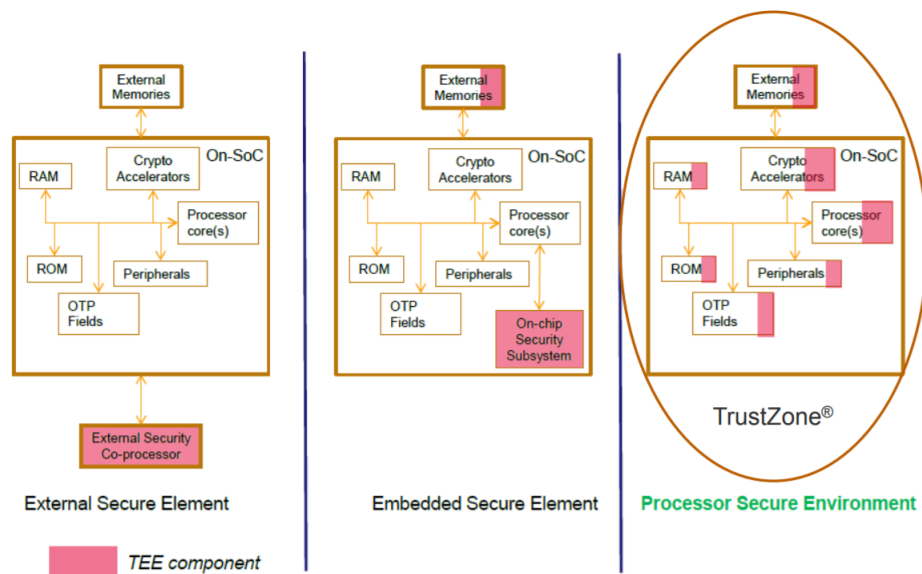 External
Memories
On-SoC
RAM
Crypto
Accelerators
Processor
core(s)
ROM
Peripherals
OTP
Fields
External Security
Co-processor
External Secure Element
External
Memories
On-SoC
RAM
Crypto
Accelerators
Processor
core(s)
ROM
Peripherals
OTP
Fields
On-chip
Security
Subsystem
Embedded Secure Element
External
Memories
On-SoC
RAM
Crypto
Accelerators
Processor
core(s)
ROM
Peripherals
OTP
Fields
TrustZone®
Processor Secure Environment
TEE component